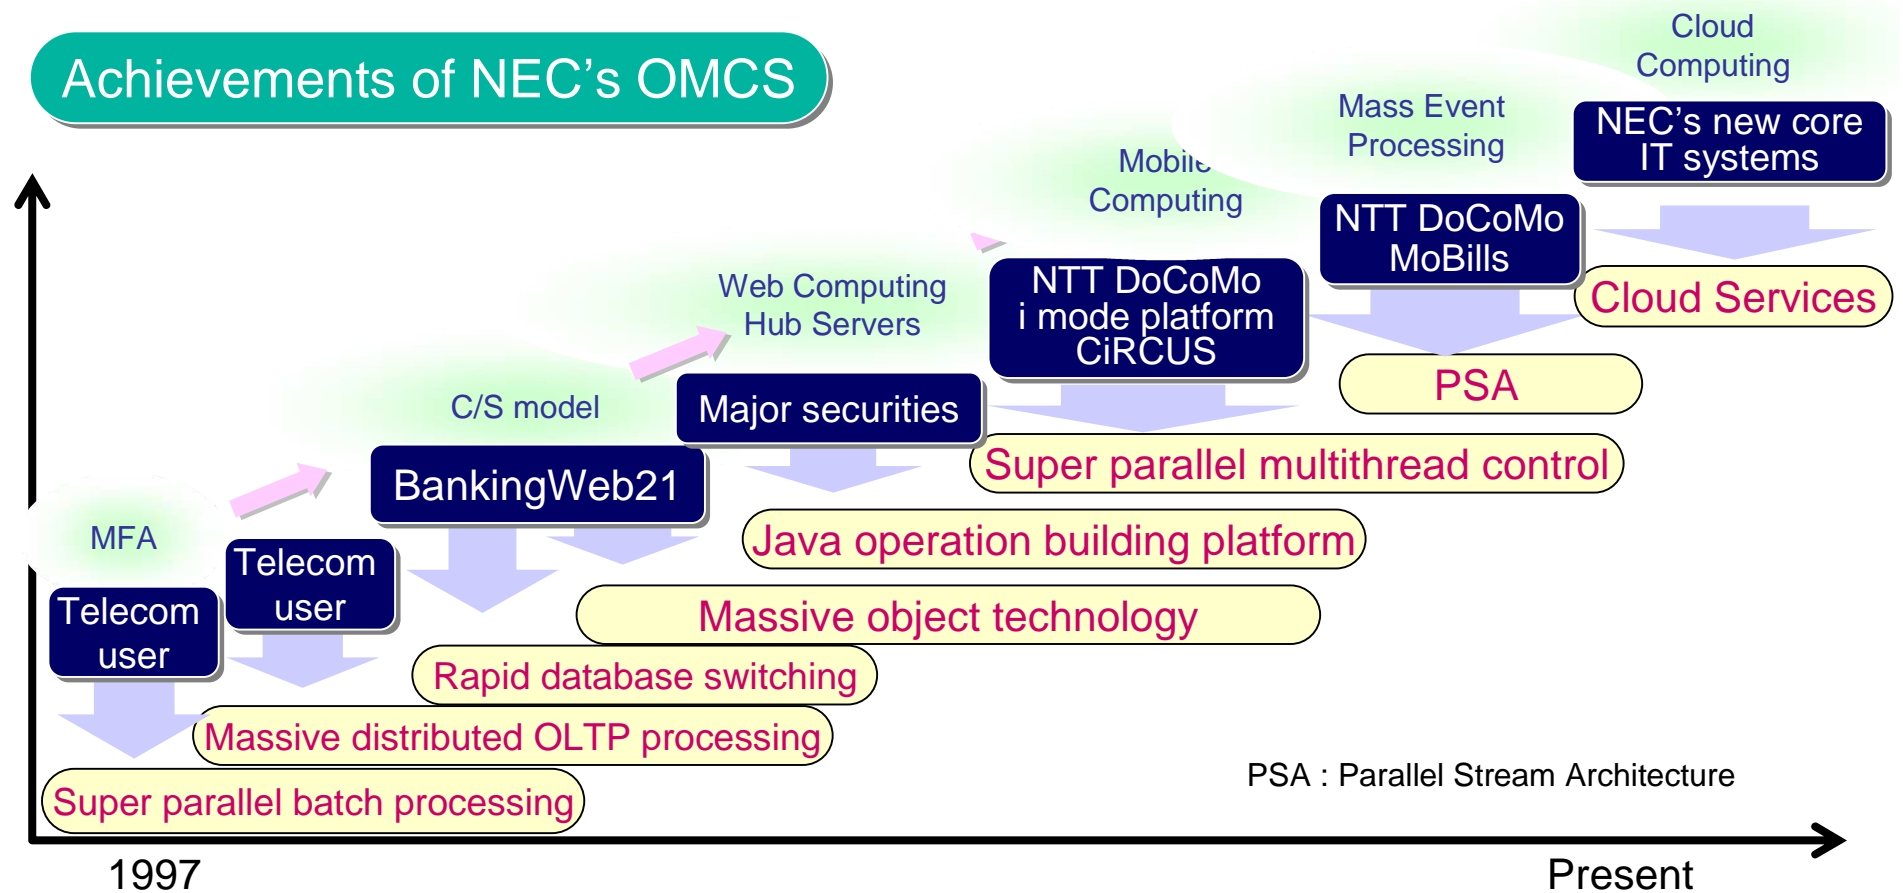 Achievements of NEC's OMCS
Cloud
Computing
NEC's new core
IT systems
Cloud Services
Mass Event
Processing
NTT DoCoMo
MoBills
PSA
Mobile
Computing
NTT DoCoMo
i mode platform
CiRCUS
Super parallel multithread control
Web Computing
Hub Servers
Major securities
Java operation building platform
C/S model
BankingWeb21
Massive object technology
Rapid database switching
MFA
Telecom
user
Telecom
user
Massive distributed OLTP processing
Super parallel batch processing
PSA : Parallel Stream Architecture
1997
Present